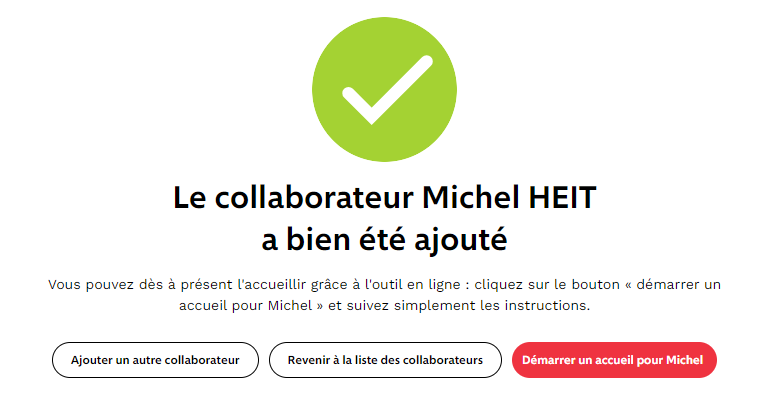 Le collaborateur Michel HEIT
a bien été ajouté
Vous pouvez dès à présent l'accueillir grâce à l'outil en ligne : cliquez sur le bouton « démarrer un
accueil pour Michel » et suivez simplement les instructions.
Ajouter un autre collaborateur
Revenir à la liste des collaborateurs
Démarrer un accueil pour Michel